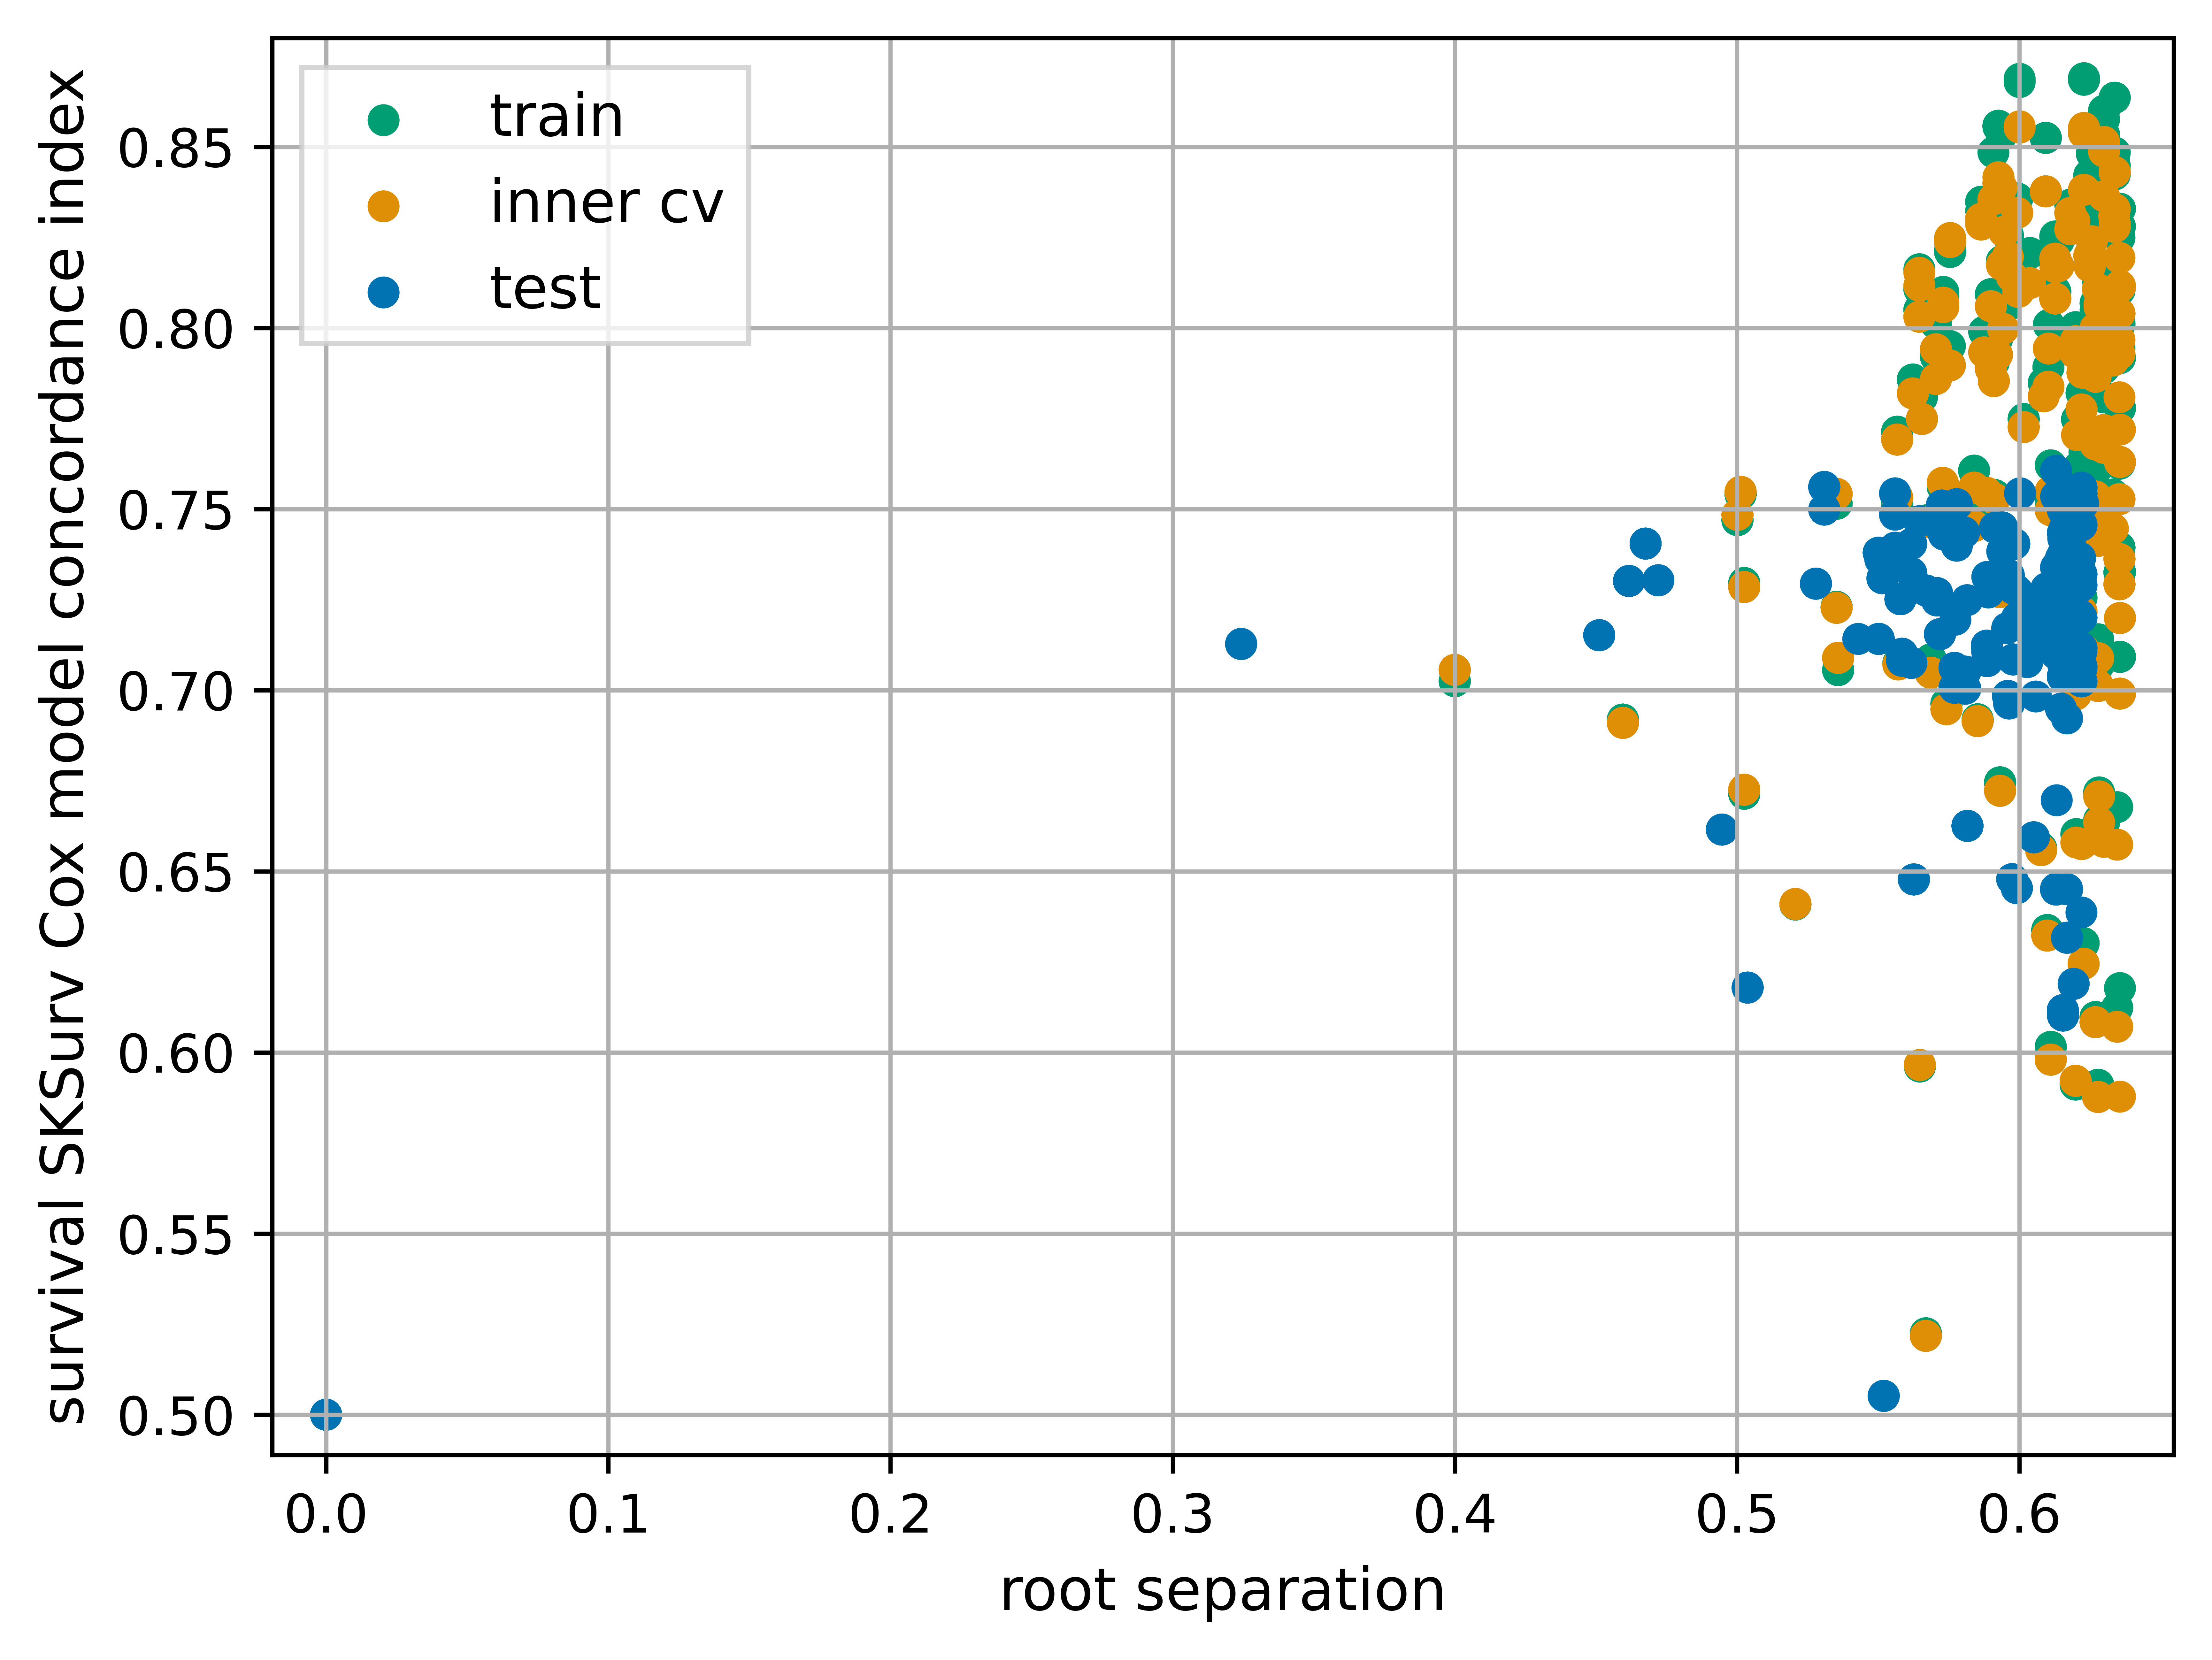 survival SKSurv Cox model concordance index
train
inner cv
test
0.85
0.80
0.75
0.70
0.65
0.60
0.55
0.50
0.0 0.1 0.2 0.3 0.4 0.5 0.6
root separation